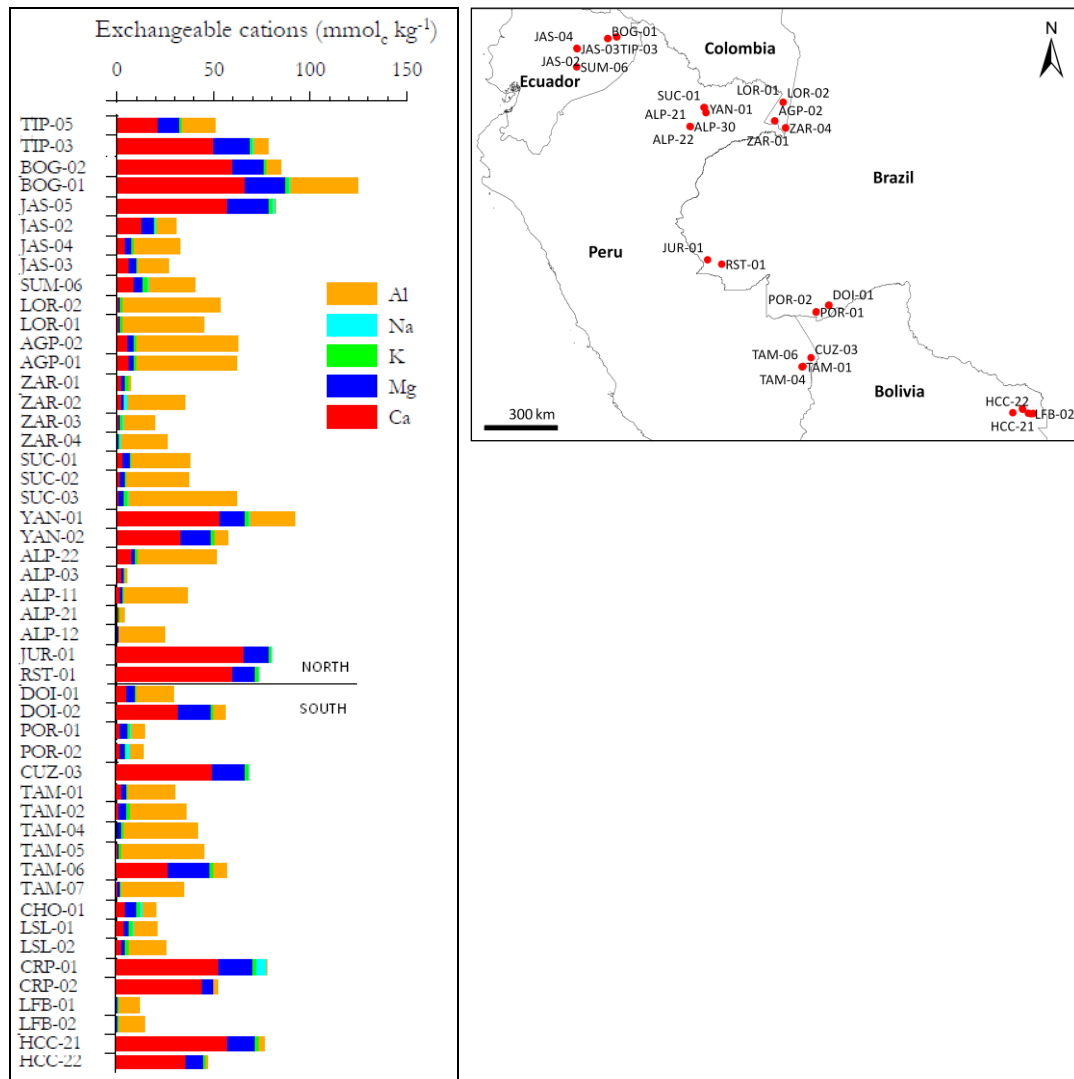 Exchangeable cations (mmolc kg-1)
0 50 100 150
TIP-05
TIP-03
BOG-02
BOG-01
JAS-05
JAS-02
JAS-04
JAS-03
SUM-06
LOR-02
LOR-01
AGP-02
AGP-01
ZAR-01
ZAR-02
ZAR-03
ZAR-04
SUC-01
SUC-02
SUC-03
YAN-01
YAN-02
ALP-22
ALP-03
ALP-11
ALP-21
ALP-12
JUR-01
RST-01
DOI-01
DOI-02
POR-01
POR-02
CUZ-03
TAM-01
TAM-02
TAM-04
TAM-05
TAM-06
TAM-07
CHO-01
LSL-01
LSL-02
CRP-01
CRP-02
LFB-01
LFB-02
HCC-21
HCC-22
Al
Na
K
Mg
Ca
NORTH
SOUTH
JAS-04 BOG-01
JAS-03 TIP-03
JAS-02 SUM-06
Ecuador
Colombia
N
LOR-01 LOR-02
SUC-01 YAN-01 AGP-02
ALP-21 ALP-30 ZAR-04
ALP-22 ZAR-01
Brazil
Peru
JUR-01 RST-01
POR-02 DOI-01
POR-01
TAM-06 CUZ-03
TAM-04 TAM-01
Bolivia
HCC-22 LFB-02
HCC-21
300 km